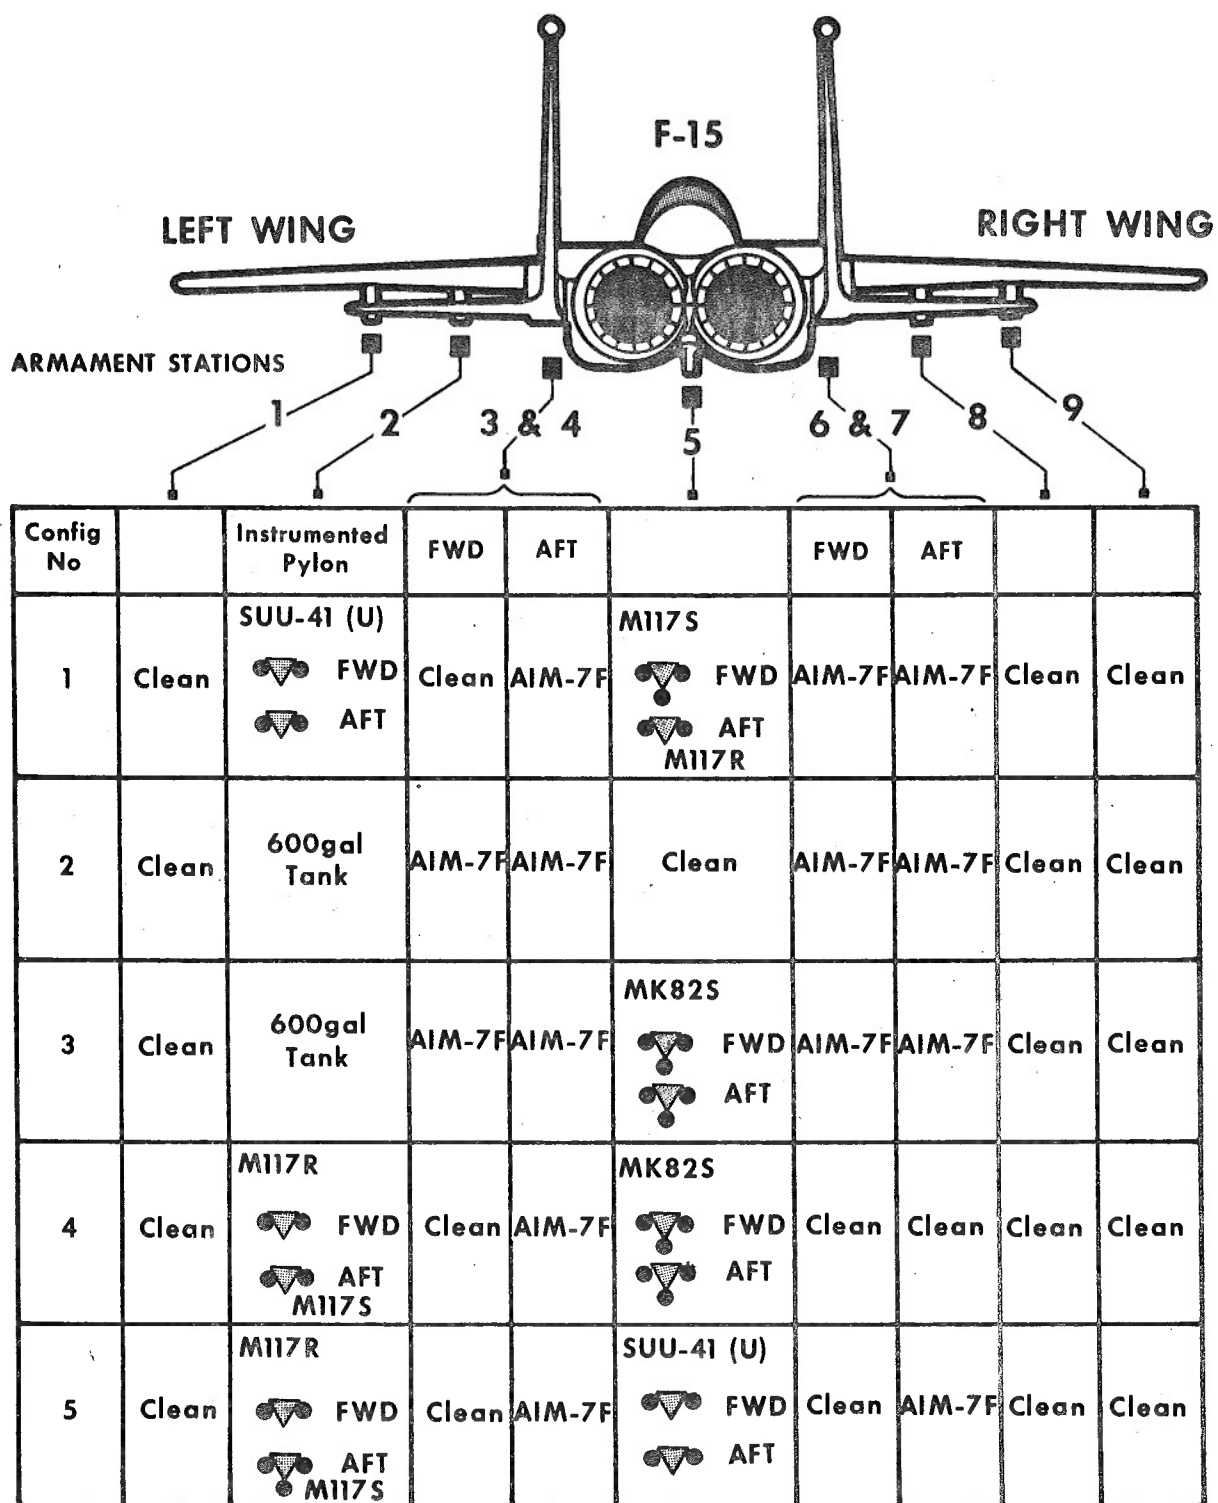 F-15
LEFT WING
RIGHT WING
ARMAMENT STATIONS
1
2
3 & 4
5
6 & 7
8
9
Config No
Instrumented Pylon
FWD
AFT
FWD
AFT
1
Clean
SUU-41 (U)
FWD
AFT
Clean
AIM-7F
M117S
FWD
AFT
M117R
AIM-7F
AIM-7F
Clean
Clean
2
Clean
600gal
Tank
AIM-7F
AIM-7F
Clean
AIM-7F
AIM-7F
Clean
Clean
3
Clean
600gal
Tank
AIM-7F
AIM-7F
MK82S
FWD
AFT
AIM-7F
AIM-7F
Clean
Clean
4
Clean
M117R
FWD
AFT
M117S
Clean
AIM-7F
MK82S
FWD
AFT
Clean
Clean
Clean
Clean
5
Clean
M117R
FWD
AFT
M117S
Clean
AIM-7F
SUU-41 (U)
FWD
AFT
Clean
AIM-7F
Clean
Clean